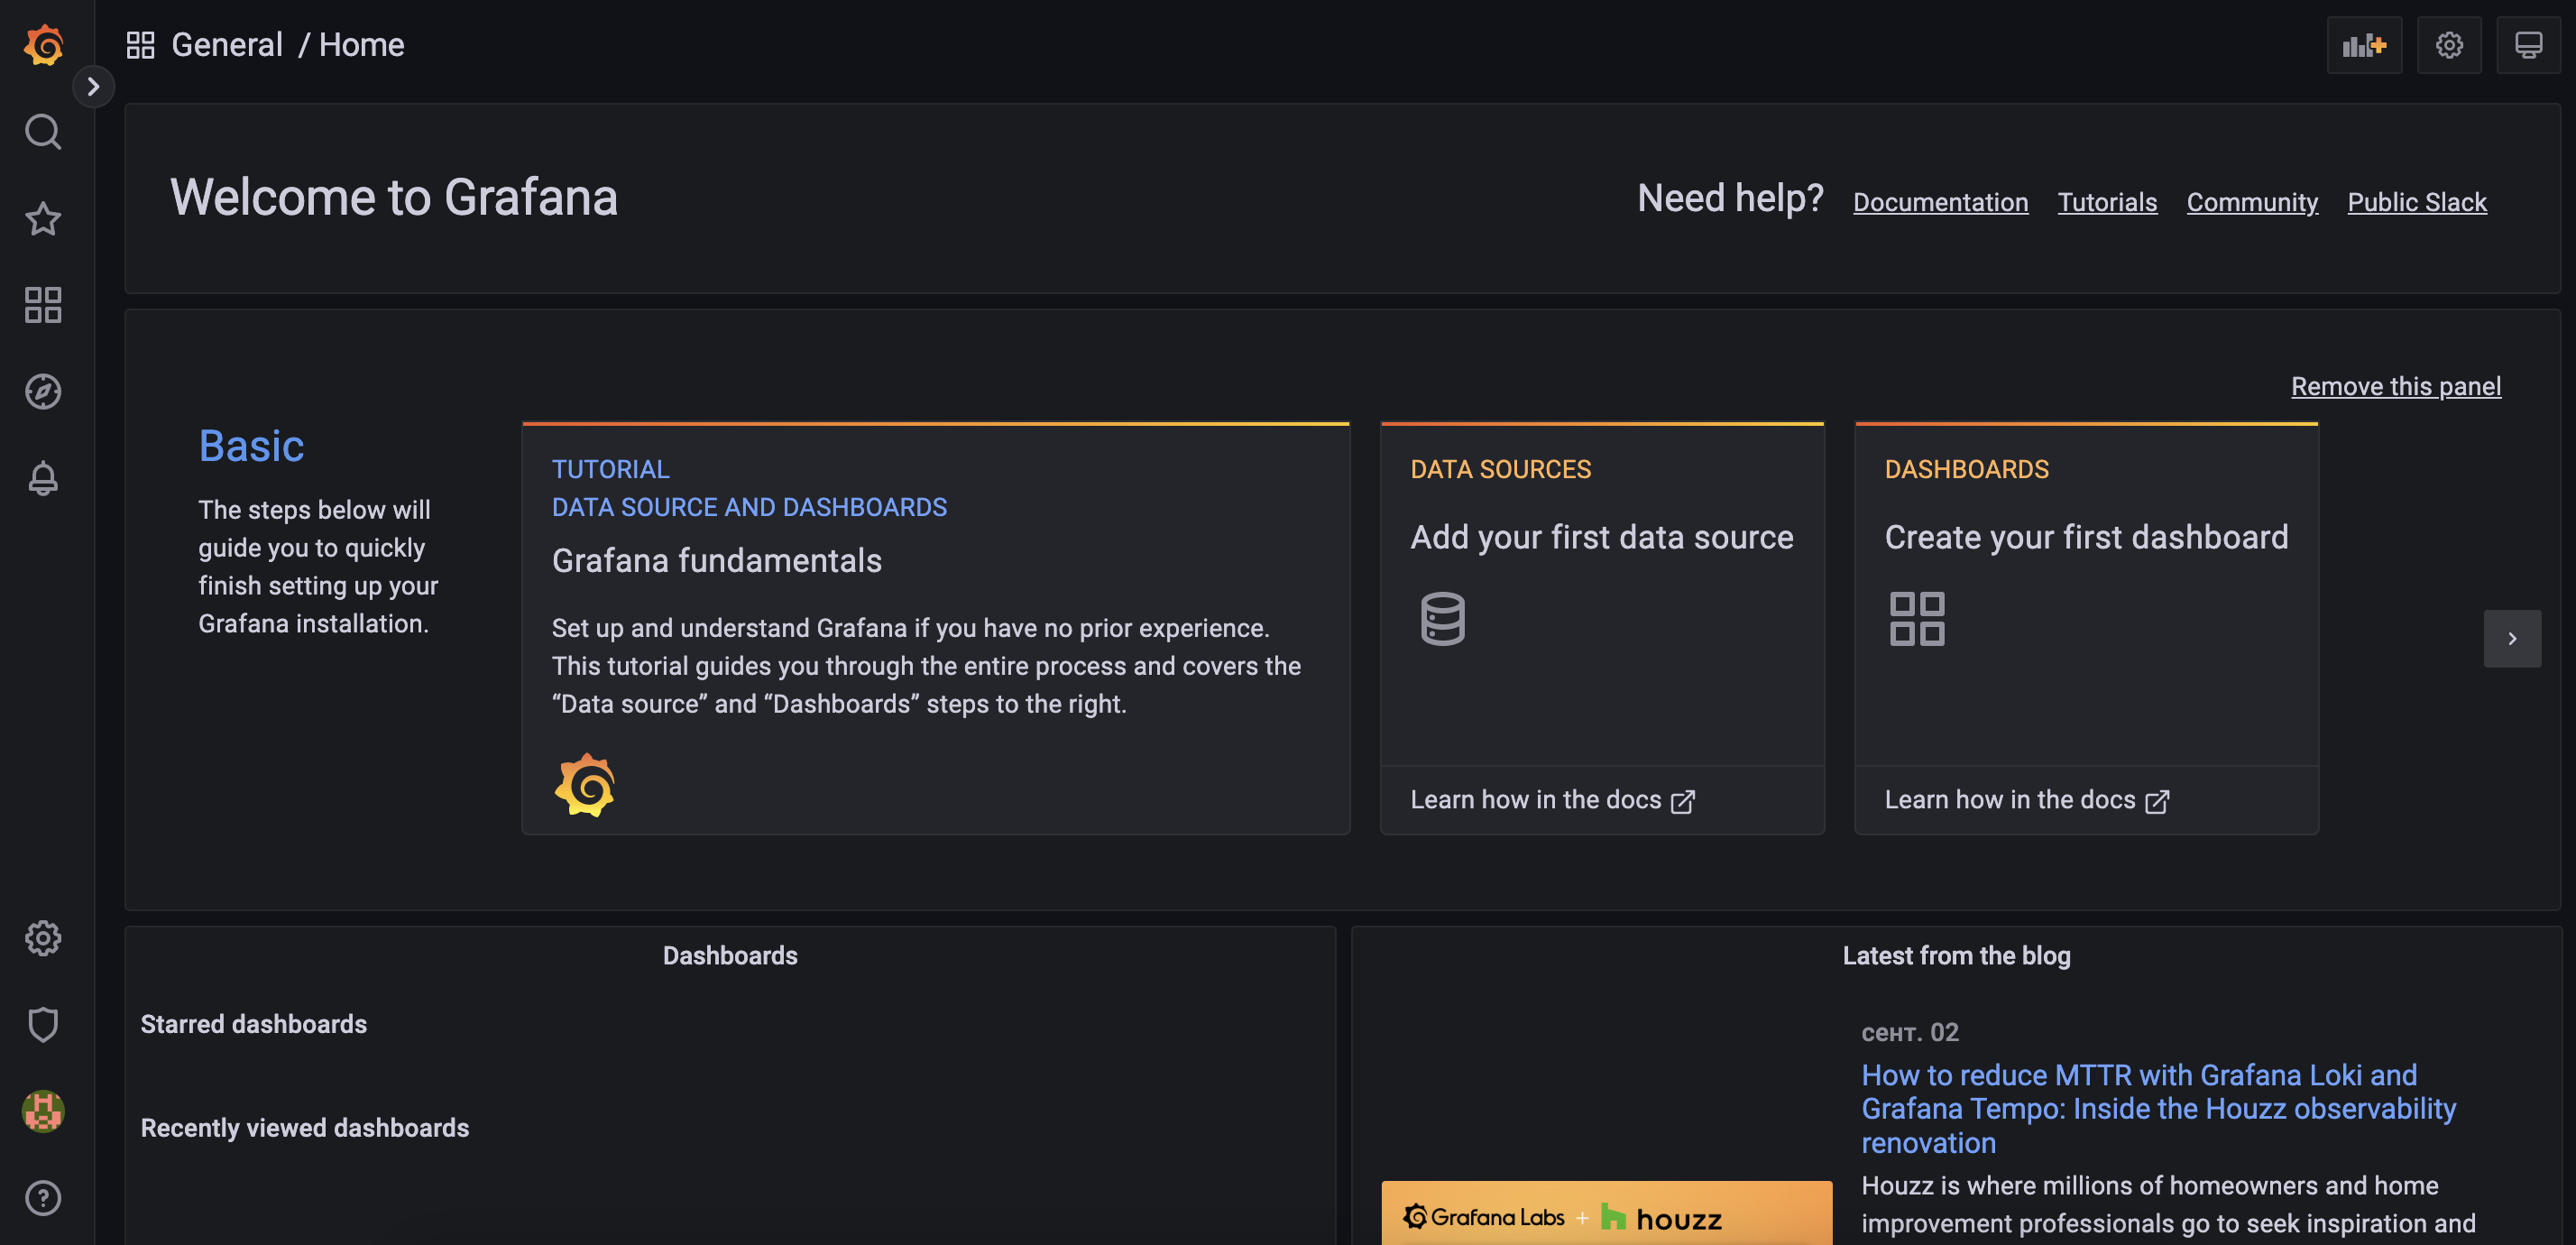 General / Home
Welcome to Grafana
Need help? Documentation Tutorials Community Public Slack
Remove this panel
Basic
The steps below will
guide you to quickly
finish setting up your
Grafana installation.
TUTORIAL
DATA SOURCE AND DASHBOARDS
Grafana fundamentals
Set up and understand Grafana if you have no prior experience.
This tutorial guides you through the entire process and covers the
“Data source” and “Dashboards” steps to the right.
DATA SOURCES
Add your first data source
Learn how in the docs
DASHBOARDS
Create your first dashboard
Learn how in the docs
Dashboards
Starred dashboards
Recently viewed dashboards
Latest from the blog
сент. 02
How to reduce MTTR with Grafana Loki and
Grafana Tempo: Inside the Houzz observability
renovation
Houzz is where millions of homeowners and home
improvement professionals go to seek inspiration and
Grafana Labs + houzz